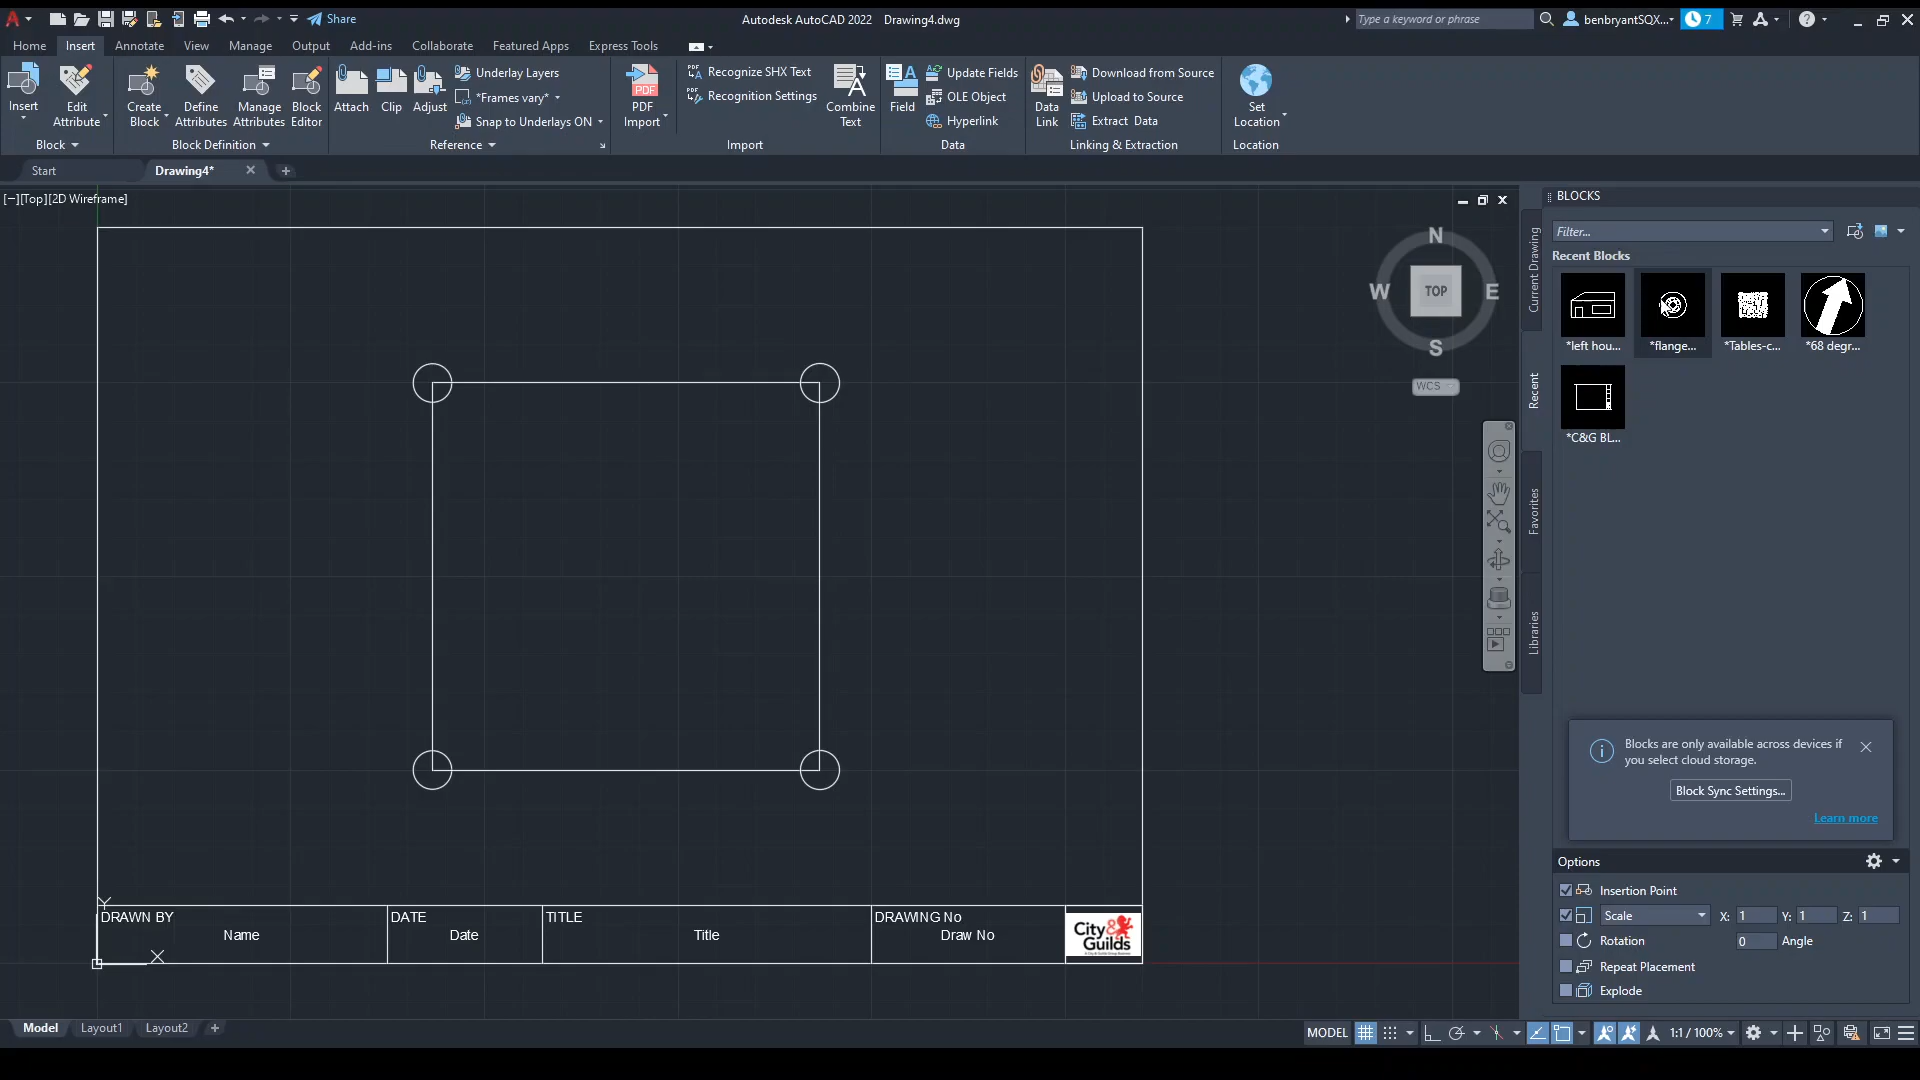 Share
Autodesk AutoCAD 2022 Drawing4.dwg
Type a keyword or phrase
benbryantSQX...
7
Home Insert Annotate View Manage Output Add-ins Collaborate Featured Apps Express Tools
Insert
Edit Attribute
Create Block
Define Attributes
Manage Attributes
Block Editor
Attach
Clip
Adjust
Underlay Layers
*Frames vary*
Snap to Underlays ON
PDF
PDF Import
PDF Recognize SHX Text
PDF Recognition Settings
Combine Text
Field
Update Fields
OLE Object
Hyperlink
Data Link
Download from Source
Upload to Source
Extract Data
Set Location
Block
Block Definition
Reference
Import
Data
Linking & Extraction
Location
Start
Drawing4*
[−][Top][2D Wireframe]
N
W
TOP
E
S
WCS
BLOCKS
Current Drawing
Recent
Favorites
Libraries
Filter...
Recent Blocks
*left hou...
*flange...
*Tables-c...
*68 degr...
*C&G BL...
Blocks are only available across devices if
you select cloud storage.
Block Sync Settings...
Learn more
Options
Insertion Point
Scale X: 1 Y: 1 Z: 1
Rotation 0 Angle
Repeat Placement
Explode
Y
X
DRAWN BY
Name
DATE
Date
TITLE
Title
DRAWING No
Draw No
City&
Guilds
Model Layout1 Layout2
MODEL
1:1 / 100%